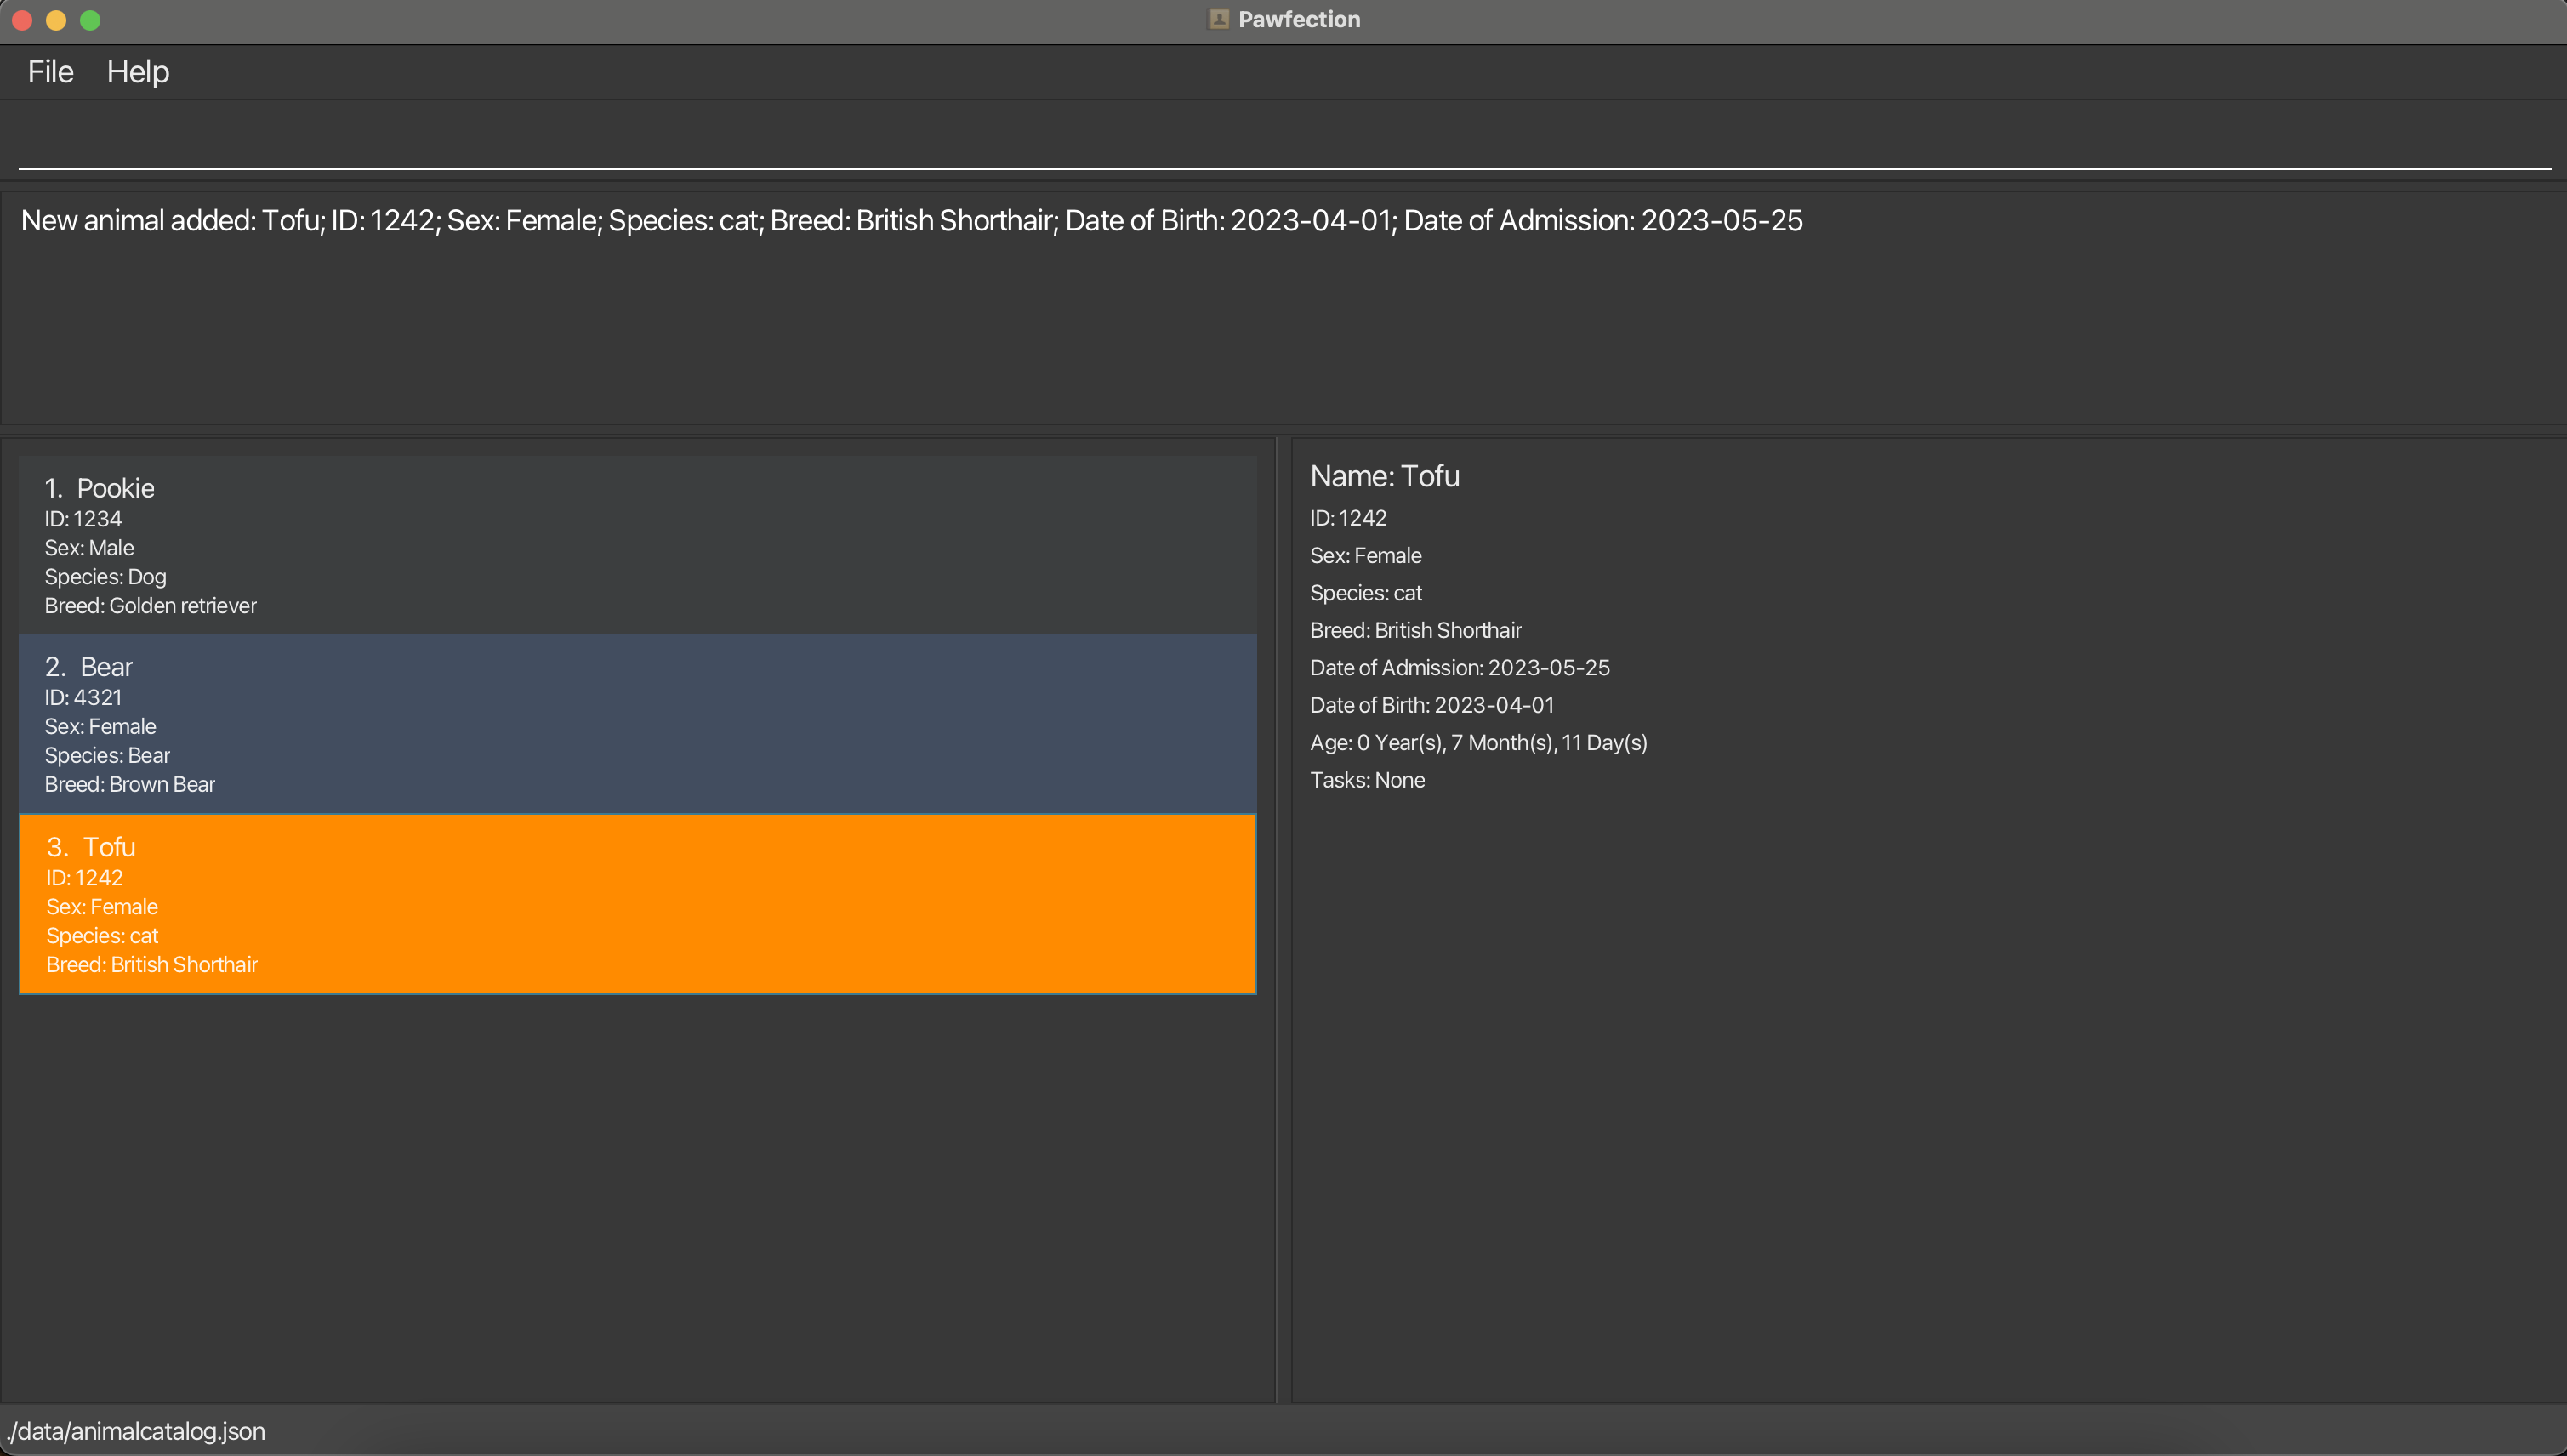 Pawfection
File Help
New animal added: Tofu; ID: 1242; Sex: Female; Species: cat; Breed: British Shorthair; Date of Birth: 2023-04-01; Date of Admission: 2023-05-25
1. Pookie
ID: 1234
Sex: Male
Species: Dog
Breed: Golden retriever
2. Bear
ID: 4321
Sex: Female
Species: Bear
Breed: Brown Bear
3. Tofu
ID: 1242
Sex: Female
Species: cat
Breed: British Shorthair
Name: Tofu
ID: 1242
Sex: Female
Species: cat
Breed: British Shorthair
Date of Admission: 2023-05-25
Date of Birth: 2023-04-01
Age: 0 Year(s), 7 Month(s), 11 Day(s)
Tasks: None
./data/animalcatalog.json